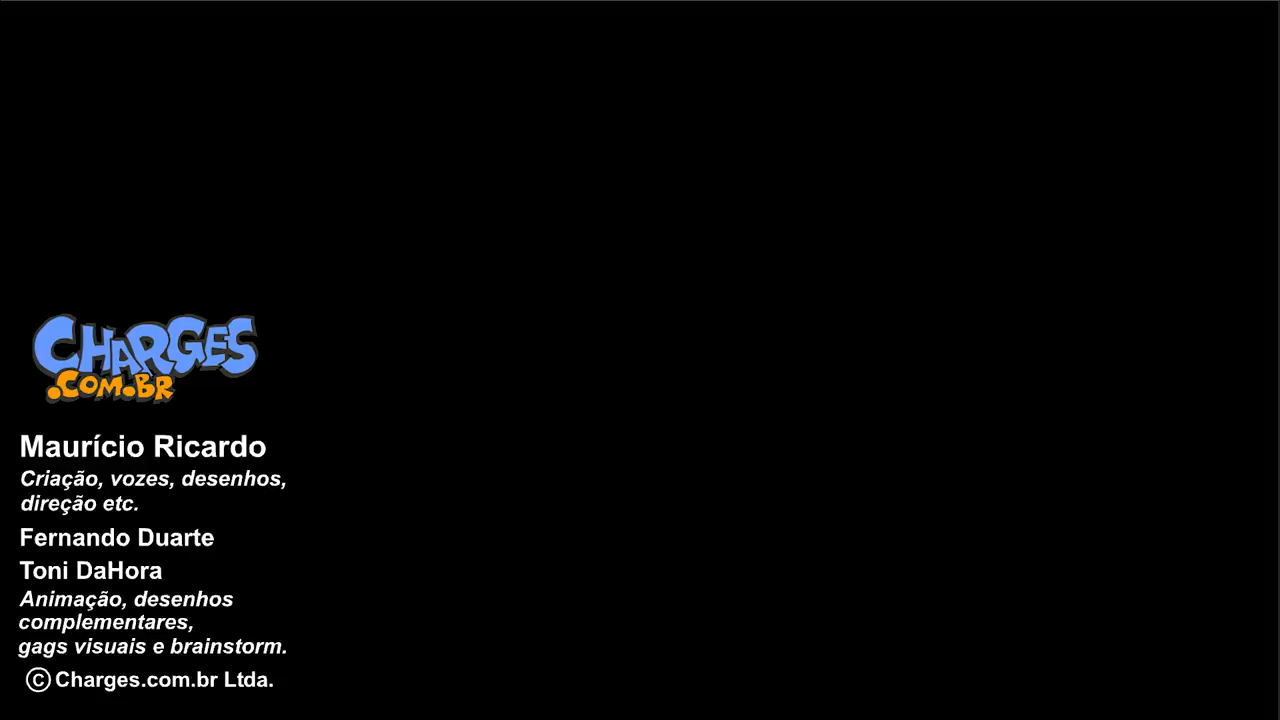 CHARGES
.COM.BR
Maurício Ricardo
Criação, vozes, desenhos,
direção etc.
Fernando Duarte
Toni DaHora
Animação, desenhos
complementares,
gags visuais e brainstorm.
© Charges.com.br Ltda.